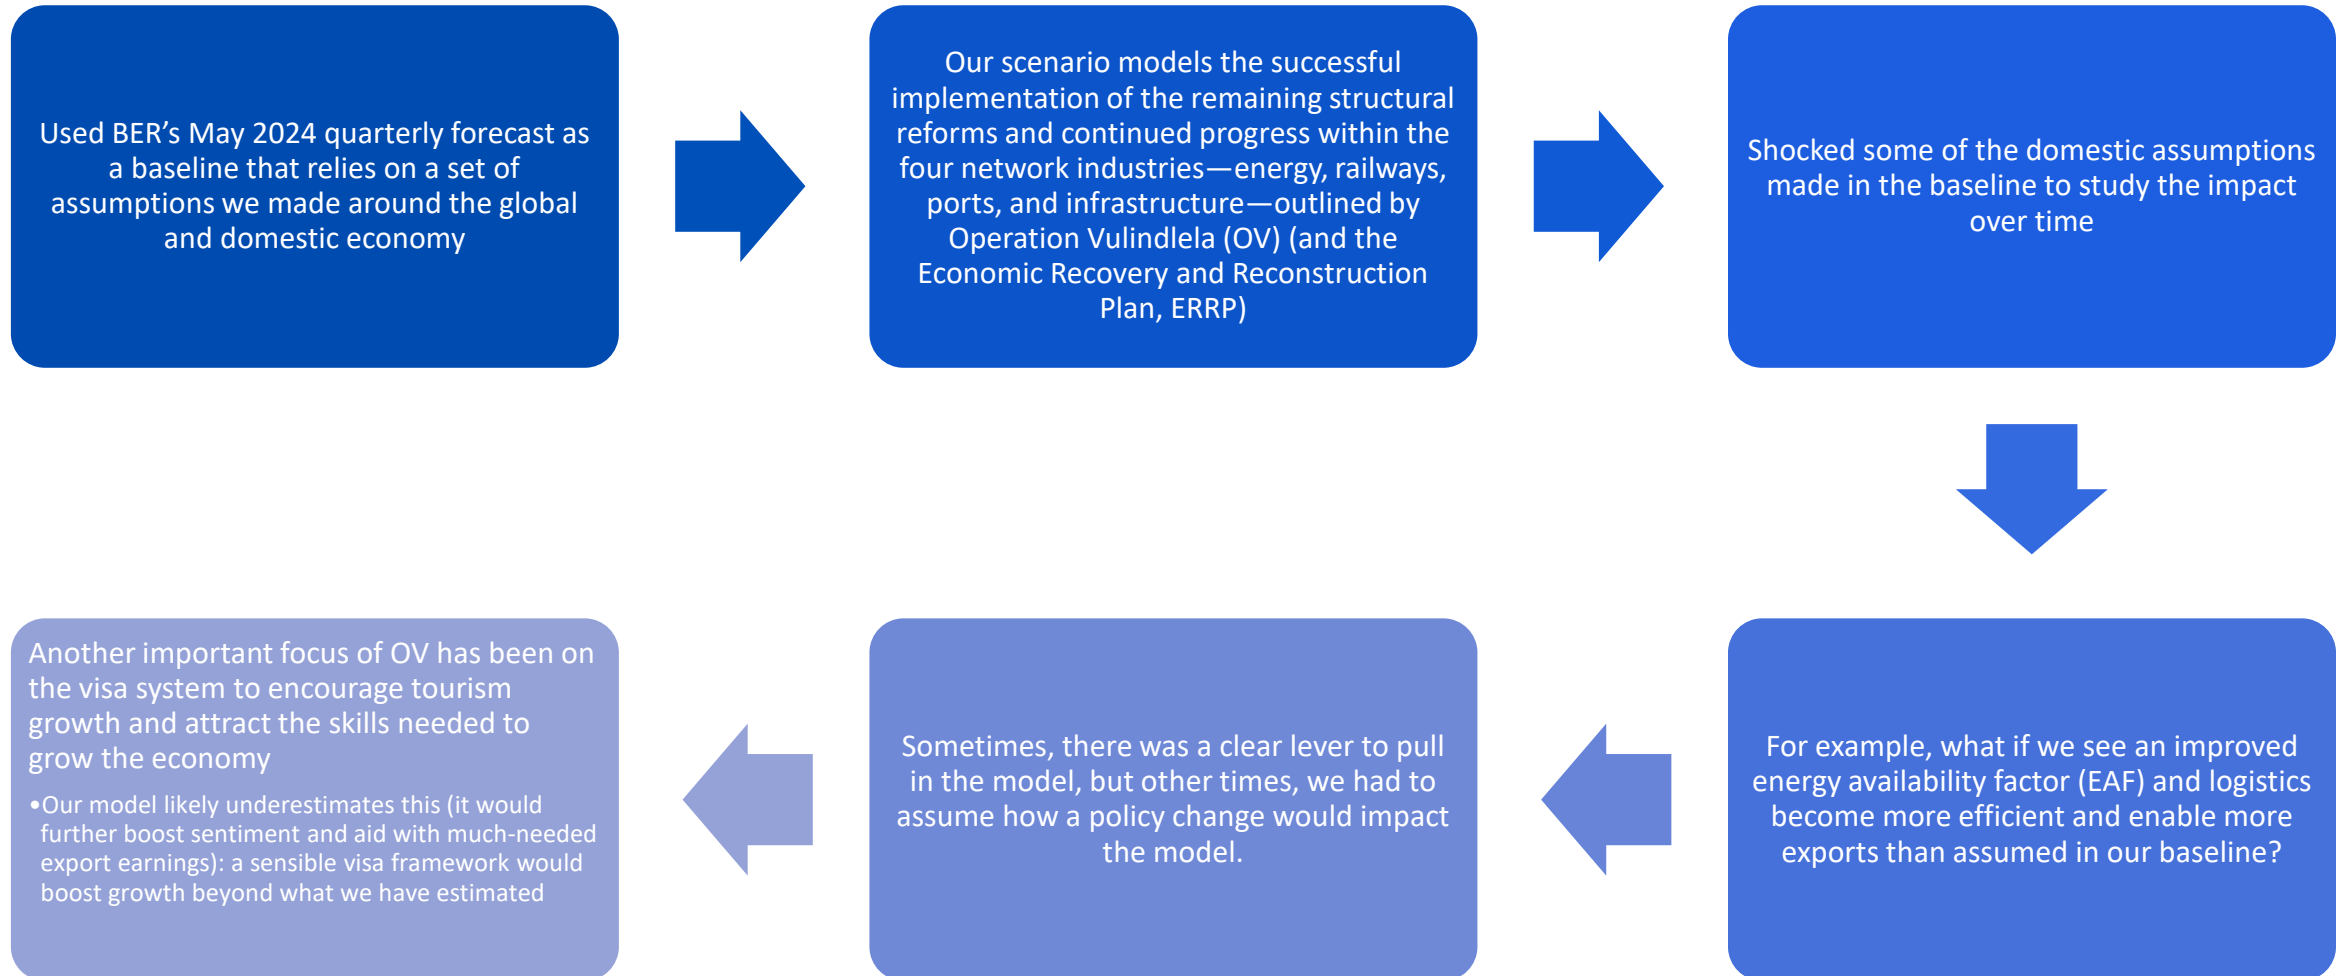 Used BER’s May 2024 quarterly forecast as
a baseline that relies on a set of
assumptions we made around the global
and domestic economy
Our scenario models the successful
implementation of the remaining structural
reforms and continued progress within the
four network industries—energy, railways,
ports, and infrastructure—outlined by
Operation Vulindlela (OV) (and the
Economic Recovery and Reconstruction
Plan, ERRP)
Shocked some of the domestic assumptions
made in the baseline to study the impact
over time
For example, what if we see an improved
energy availability factor (EAF) and logistics
become more efficient and enable more
exports than assumed in our baseline?
Sometimes, there was a clear lever to pull
in the model, but other times, we had to
assume how a policy change would impact
the model.
Another important focus of OV has been on
the visa system to encourage tourism
growth and attract the skills needed to
grow the economy
•Our model likely underestimates this (it would
further boost sentiment and aid with much-needed
export earnings): a sensible visa framework would
boost growth beyond what we have estimated